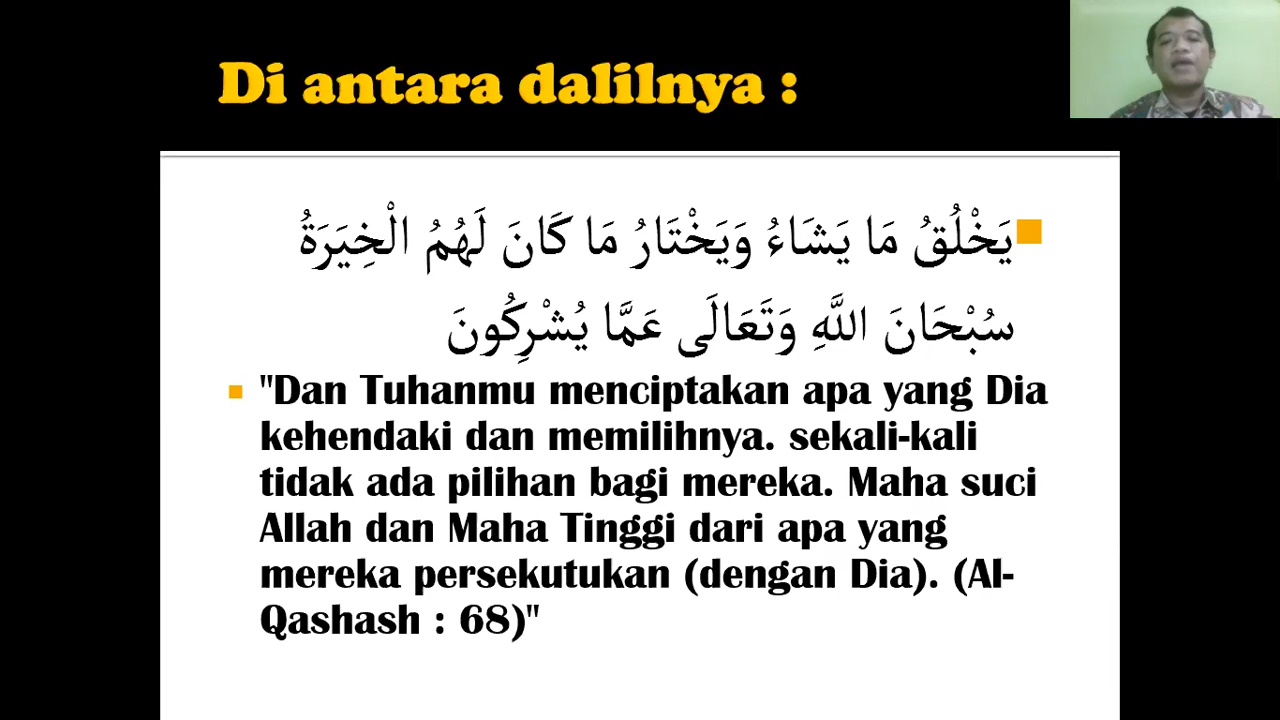 Di antara dalilnya :
يَخْلُقُ مَا يَشَاءُ وَيَخْتَارُ مَا كَانَ لَهُمُ الْخِيَرَةُ
سُبْحَانَ اللَّهِ وَتَعَالَى عَمَّا يُشْرِكُونَ
"Dan Tuhanmu menciptakan apa yang Dia
kehendaki dan memilihnya. sekali-kali
tidak ada pilihan bagi mereka. Maha suci
Allah dan Maha Tinggi dari apa yang
mereka persekutukan (dengan Dia). (Al-
Qashash : 68)"